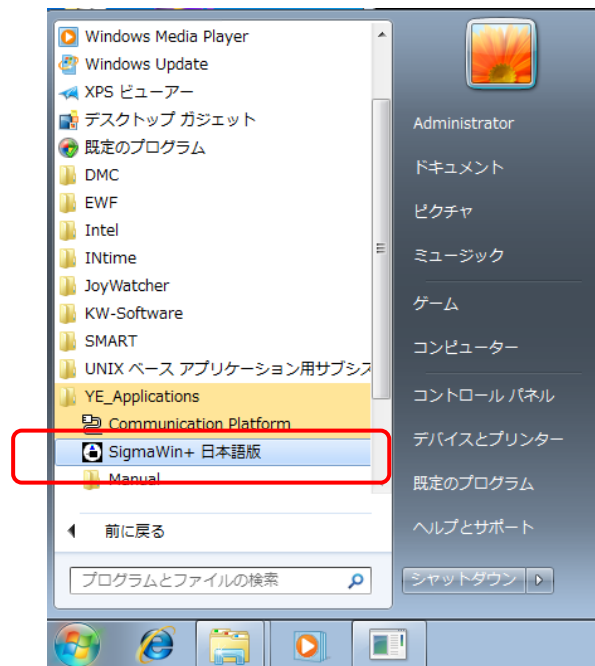 Windows Media Player
Windows Update
XPS ビューアー
デスクトップ ガジェット
既定のプログラム
DMC
EWF
Intel
INtime
JoyWatcher
KW-Software
SMART
UNIX ベース アプリケーション用サブシス
YE_Applications
Communication Platform
SigmaWin+ 日本語版
Manual
前に戻る
プログラムとファイルの検索
Administrator
ドキュメント
ピクチャ
ミュージック
ゲーム
コンピューター
コントロール パネル
デバイスとプリンター
既定のプログラム
ヘルプとサポート
シャットダウン